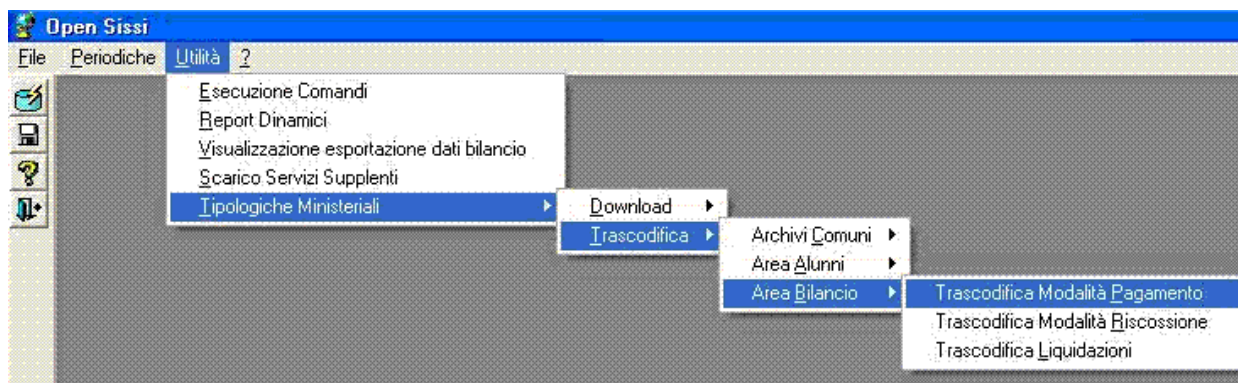 Open Sissi
File Periodiche Utilità ?
Esecuzione Comandi
Report Dinamici
Visualizzazione esportazione dati bilancio
Scarico Servizi Supplenti
Tipologiche Ministeriali
Download
Trascodifica
Archivi Comuni
Area Alunni
Area Bilancio
Trascodifica Modalità Pagamento
Trascodifica Modalità Riscossione
Trascodifica Liquidazioni